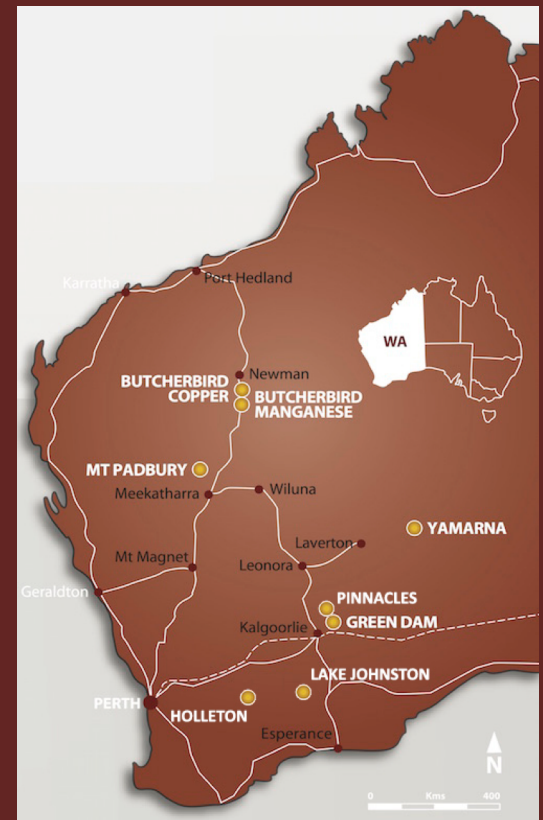 Karratha
Port Hedland
WA
Newman
BUTCHERBIRD
COPPER
BUTCHERBIRD
MANGANESE
MT PADBURY
Meekatharra
Wiluna
YAMARNA
Laverton
Mt Magnet
Leonora
Geraldton
PINNACLES
GREEN DAM
Kalgoorlie
LAKE JOHNSTON
PERTH
HOLLETON
Esperance
N
0 Kms 400